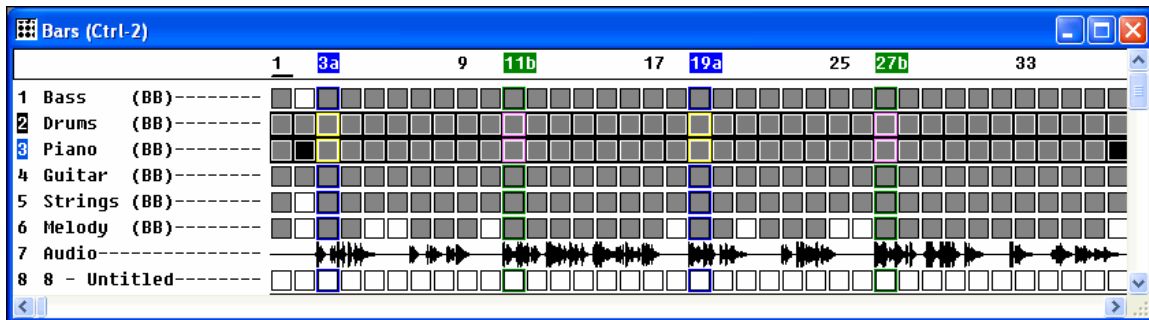 Bars (Ctrl-2)
1 3a 9 11b 17 19a 25 27b 33
1 Bass (BB)--------
2 Drums (BB)--------
3 Piano (BB)--------
4 Guitar (BB)--------
5 Strings (BB)--------
6 Melody (BB)--------
7 Audio--------------
8 8 - Untitled--------